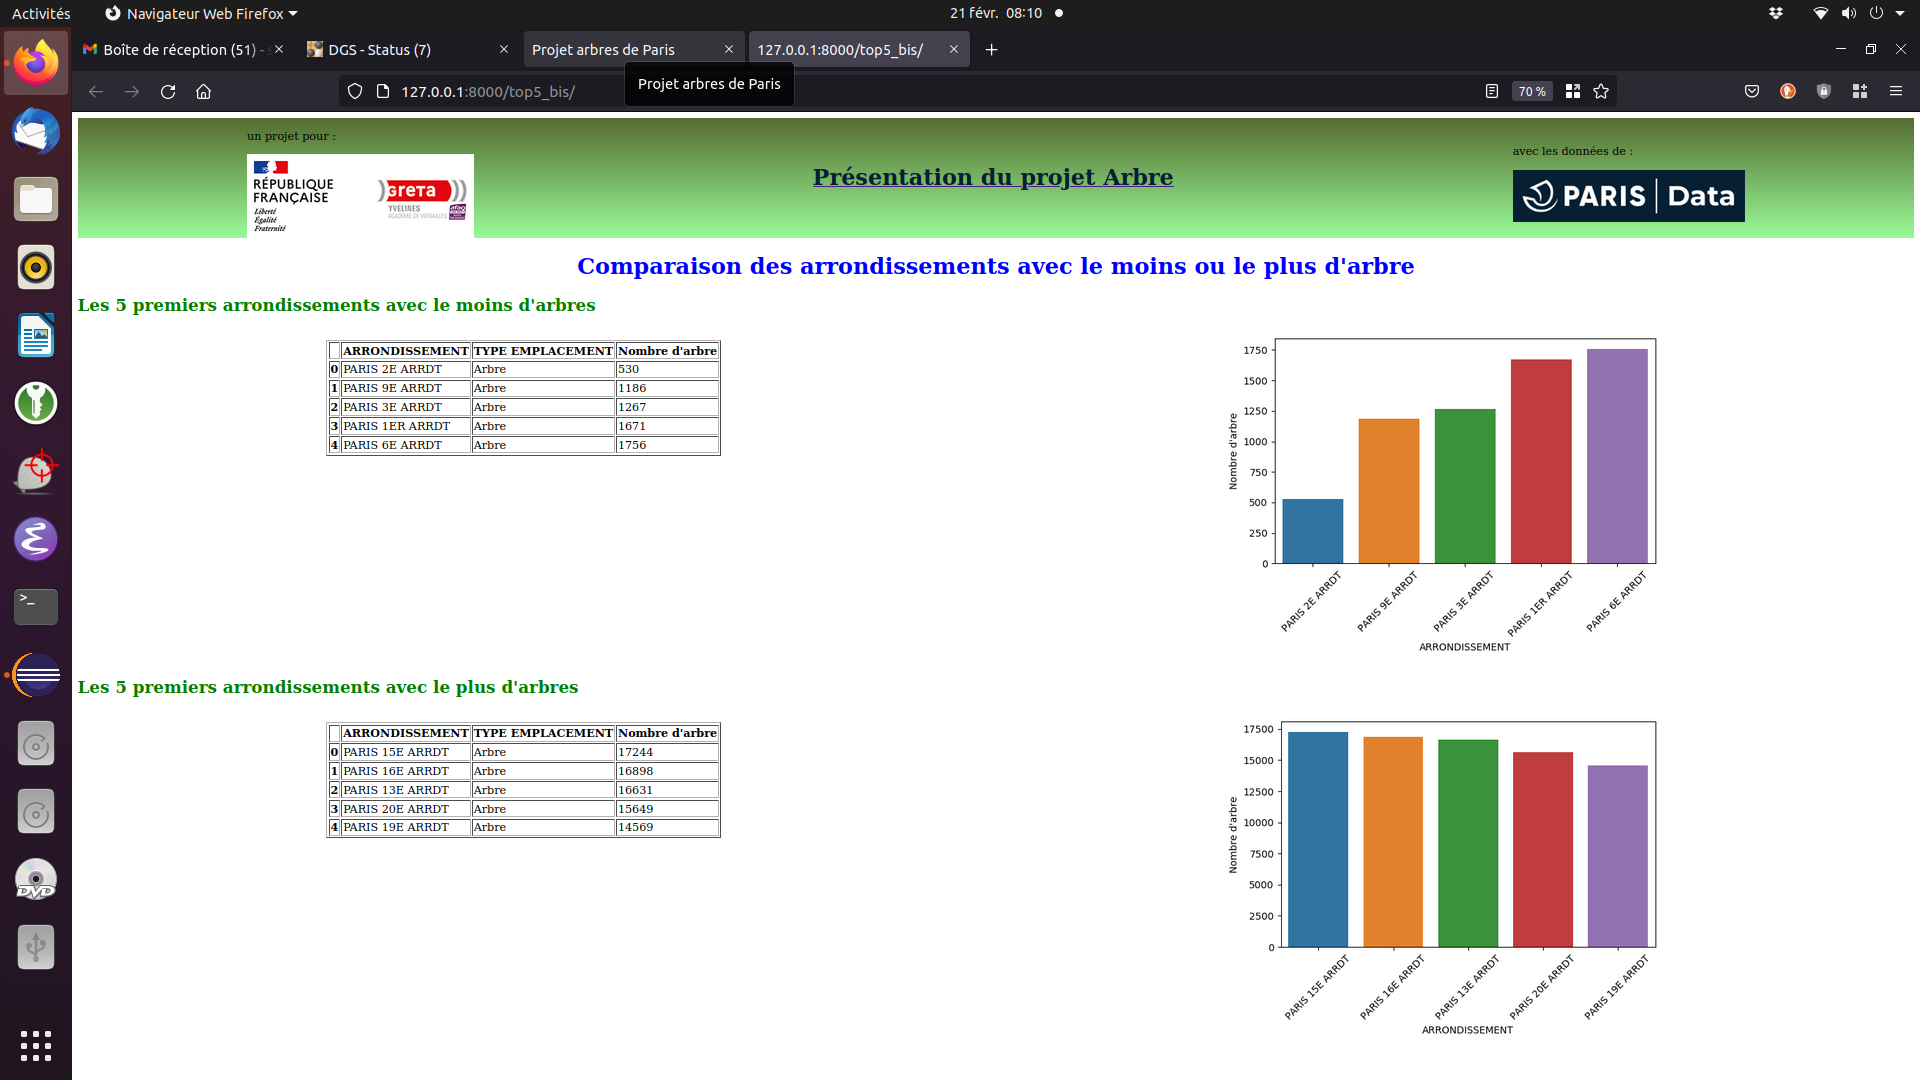 Activités
Navigateur Web Firefox
21 févr. 08:10
Boîte de réception (51) -
DGS - Status (7)
Projet arbres de Paris
127.0.0.1:8000/top5_bis/
127.0.0.1:8000/top5_bis/
Projet arbres de Paris
70 %
un projet pour :
RÉPUBLIQUE
FRANÇAISE
Liberté
Égalité
Fraternité
GRETA
YVELINES
ACADÉMIE DE VERSAILLES
afaq
Présentation du projet Arbre
avec les données de :
PARIS Data
Comparaison des arrondissements avec le moins ou le plus d'arbre
Les 5 premiers arrondissements avec le moins d'arbres
ARRONDISSEMENT TYPE EMPLACEMENT Nombre d'arbre
0 PARIS 2E ARRDT Arbre 530
1 PARIS 9E ARRDT Arbre 1186
2 PARIS 3E ARRDT Arbre 1267
3 PARIS 1ER ARRDT Arbre 1671
4 PARIS 6E ARRDT Arbre 1756
Nombre d'arbre
1750
1500
1250
1000
750
500
250
0
PARIS 2E ARRDT
PARIS 9E ARRDT
PARIS 3E ARRDT
PARIS 1ER ARRDT
PARIS 6E ARRDT
ARRONDISSEMENT
Les 5 premiers arrondissements avec le plus d'arbres
ARRONDISSEMENT TYPE EMPLACEMENT Nombre d'arbre
0 PARIS 15E ARRDT Arbre 17244
1 PARIS 16E ARRDT Arbre 16898
2 PARIS 13E ARRDT Arbre 16631
3 PARIS 20E ARRDT Arbre 15649
4 PARIS 19E ARRDT Arbre 14569
Nombre d'arbre
17500
15000
12500
10000
7500
5000
2500
0
PARIS 15E ARRDT
PARIS 16E ARRDT
PARIS 13E ARRDT
PARIS 20E ARRDT
PARIS 19E ARRDT
ARRONDISSEMENT
>_
DVD